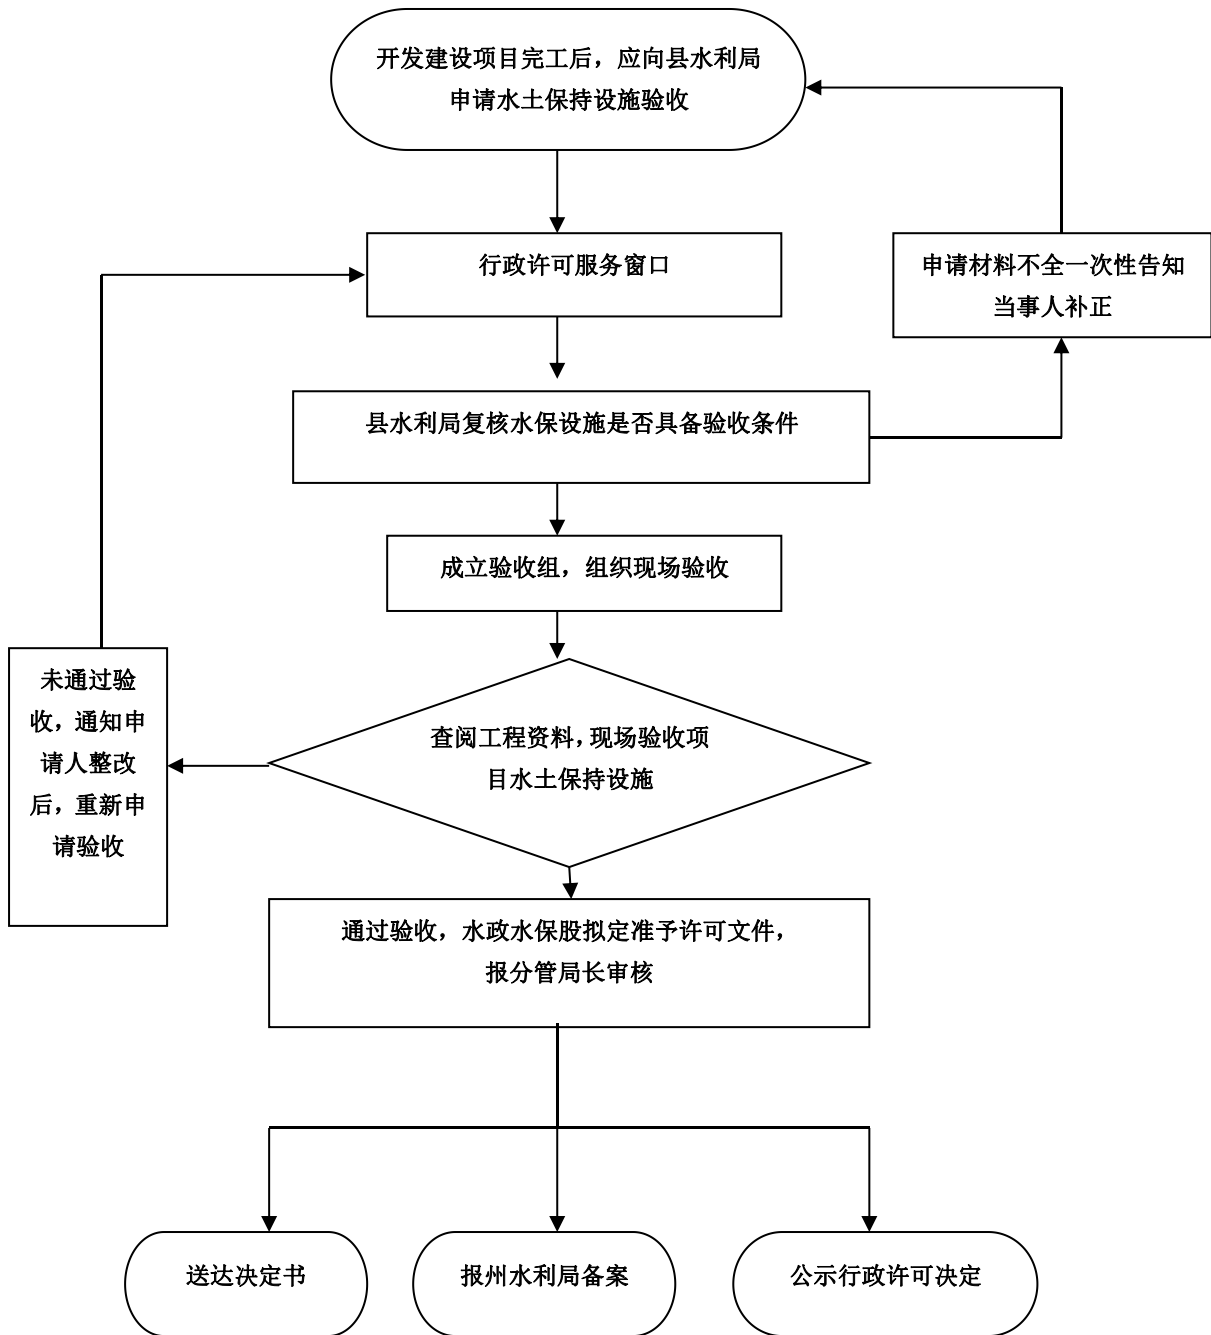 开发建设项目完工后，应向县水利局
申请水土保持设施验收
行政许可服务窗口
申请材料不全一次性告知
当事人补正
县水利局复核水保设施是否具备验收条件
成立验收组，组织现场验收
未通过验
收，通知申
请人整改
后，重新申
请验收
查阅工程资料，现场验收项
目水土保持设施
通过验收，水政水保股拟定准予许可文件，
报分管局长审核
送达决定书
报州水利局备案
公示行政许可决定